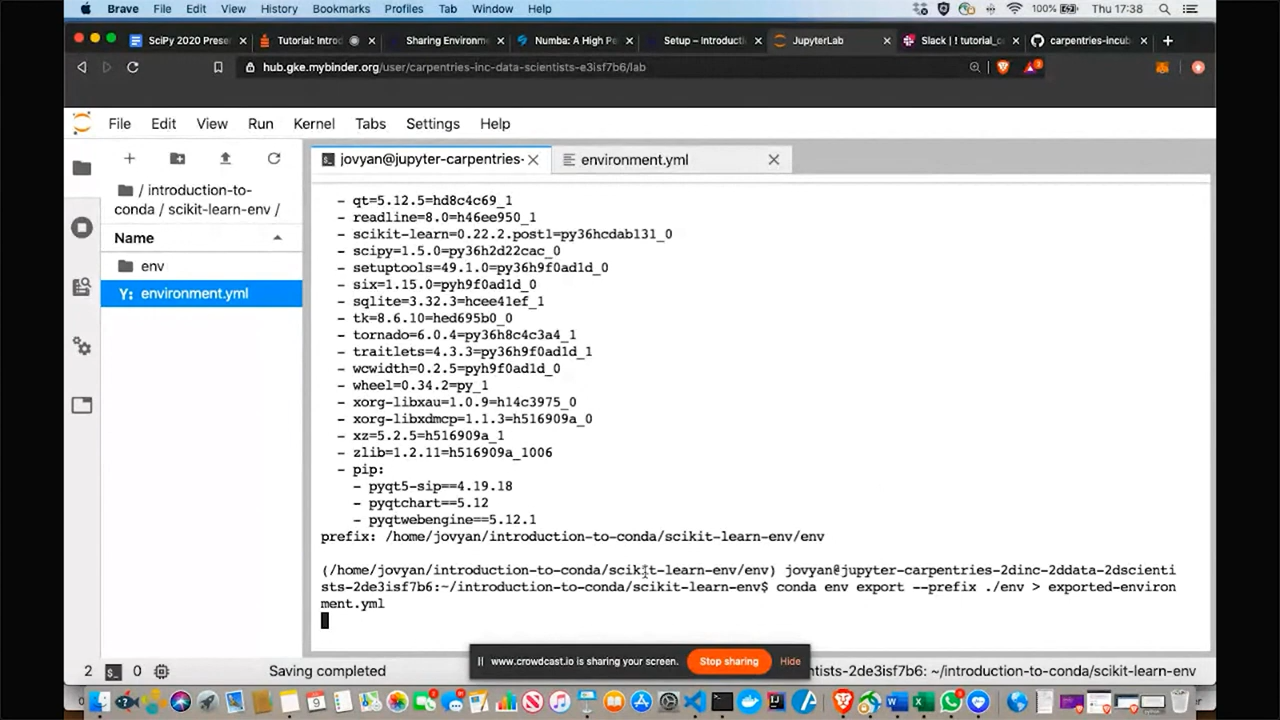 Brave File Edit View History Bookmarks Profiles Tab Window Help 100% Thu 17:38
SciPy 2020 Prese Tutorial: Intro Sharing Environme Numba: A High Pe Setup – Introducti JupyterLab Slack | ! tutorial_c carpentries-incub
hub.gke.mybinder.org/user/carpentries-inc-data-scientists-e3isf7b6/lab
File Edit View Run Kernel Tabs Settings Help
jovyan@jupyter-carpentries- environment.yml
/ introduction-to-
conda / scikit-learn-env /
Name
env
environment.yml
- qt=5.12.5=hd8c4c69_1
- readline=8.0=h46ee950_1
- scikit-learn=0.22.2.post1=py36hcdab131_0
- scipy=1.5.0=py36h2d22cac_0
- setuptools=49.1.0=py36h9f0ad1d_0
- six=1.15.0=pyh9f0ad1d_0
- sqlite=3.32.3=hcee41ef_1
- tk=8.6.10=hed695b0_0
- tornado=6.0.4=py36h8c4c3a4_1
- traitlets=4.3.3=py36h9f0ad1d_1
- wcwidth=0.2.5=pyh9f0ad1d_0
- wheel=0.34.2=py_1
- xorg-libxau=1.0.9=h14c3975_0
- xorg-libxdmcp=1.1.3=h516909a_0
- xz=5.2.5=h516909a_1
- zlib=1.2.11=h516909a_1006
- pip:
- pyqt5-sip==4.19.18
- pyqtchart==5.12
- pyqtwebengine==5.12.1
prefix: /home/jovyan/introduction-to-conda/scikit-learn-env/env
(/home/jovyan/introduction-to-conda/scikit-learn-env/env) jovyan@jupyter-carpentries-2dinc-2ddata-2dscienti
sts-2de3isf7b6:~/introduction-to-conda/scikit-learn-env$ conda env export --prefix ./env > exported-environ
ment.yml
www.crowdcast.io is sharing your screen. Stop sharing Hide
2 0 Saving completed entists-2de3isf7b6: ~/introduction-to-conda/scikit-learn-env